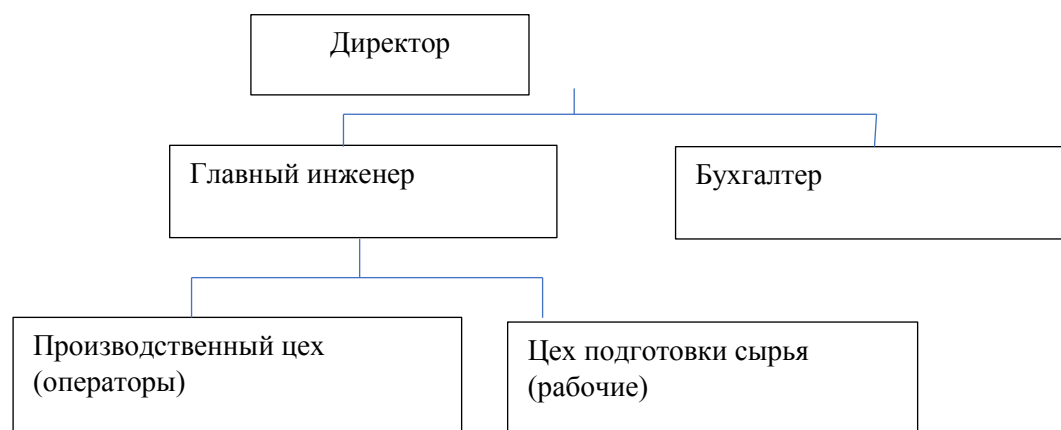 Директор
Главный инженер
Бухгалтер
Производственный цех
(операторы)
Цех подготовки сырья
(рабочие)